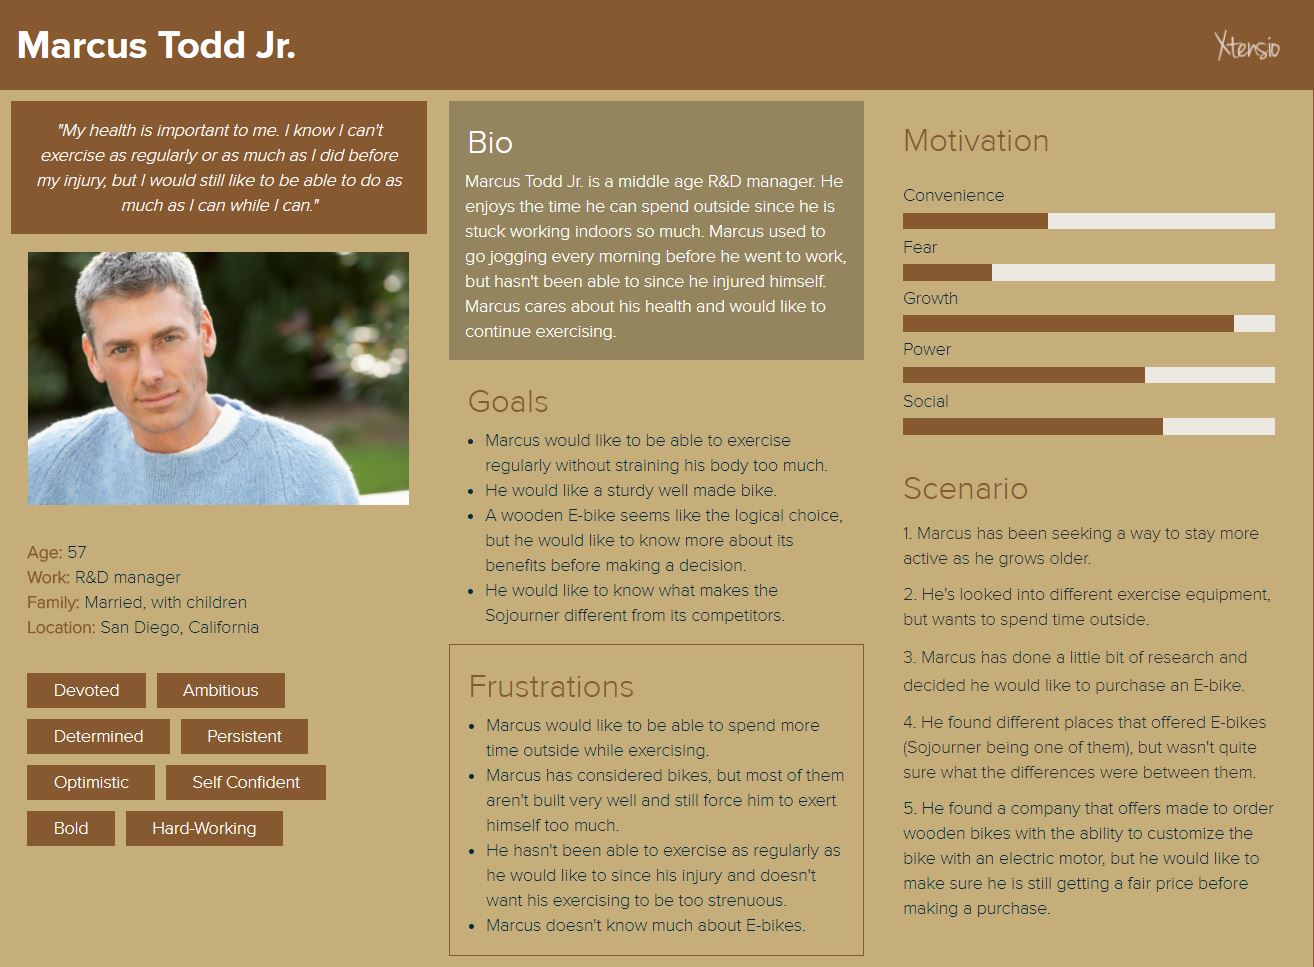 Marcus Todd Jr.
Xtensio
"My health is important to me. I know I can't
exercise as regularly or as much as I did before
my injury, but I would still like to be able to do as
much as I can while I can."
Age: 57
Work: R&D manager
Family: Married, with children
Location: San Diego, California
Devoted
Ambitious
Determined
Persistent
Optimistic
Self Confident
Bold
Hard-Working
Bio
Marcus Todd Jr. is a middle age R&D manager. He
enjoys the time he can spend outside since he is
stuck working indoors so much. Marcus used to
go jogging every morning before he went to work,
but hasn't been able to since he injured himself.
Marcus cares about his health and would like to
continue exercising.
Goals
• Marcus would like to be able to exercise
regularly without straining his body too much.
• He would like a sturdy well made bike.
• A wooden E-bike seems like the logical choice,
but he would like to know more about its
benefits before making a decision.
• He would like to know what makes the
Sojourner different from its competitors.
Frustrations
• Marcus would like to be able to spend more
time outside while exercising.
• Marcus has considered bikes, but most of them
aren't built very well and still force him to exert
himself too much.
• He hasn't been able to exercise as regularly as
he would like to since his injury and doesn't
want his exercising to be too strenuous.
• Marcus doesn't know much about E-bikes.
Motivation
Convenience
Fear
Growth
Power
Social
Scenario
1. Marcus has been seeking a way to stay more
active as he grows older.
2. He's looked into different exercise equipment,
but wants to spend time outside.
3. Marcus has done a little bit of research and
decided he would like to purchase an E-bike.
4. He found different places that offered E-bikes
(Sojourner being one of them), but wasn't quite
sure what the differences were between them.
5. He found a company that offers made to order
wooden bikes with the ability to customize the
bike with an electric motor, but he would like to
make sure he is still getting a fair price before
making a purchase.